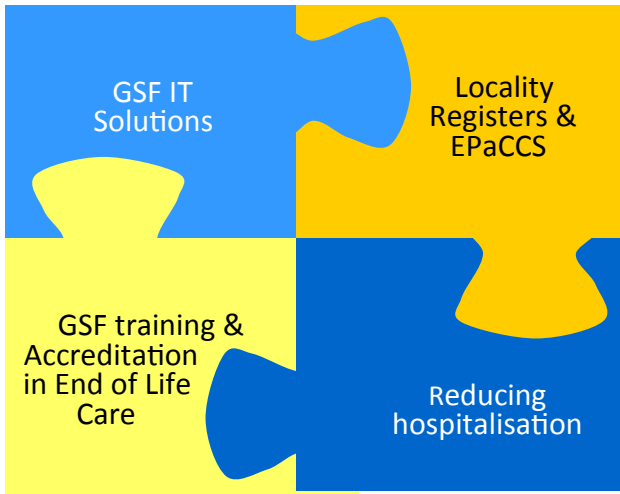 GSF IT
Solutions
Locality
Registers &
EPaCCS
GSF training &
Accreditation
in End of Life
Care
Reducing
hospitalisation